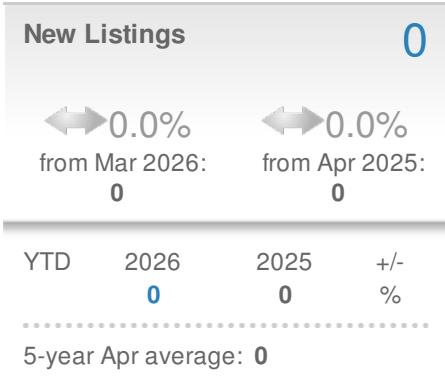 New Listings 0
0.0% 0.0%
from Mar 2026: from Apr 2025:
0 0
YTD 2026 2025 +/-
0 0 %
5-year Apr average: 0